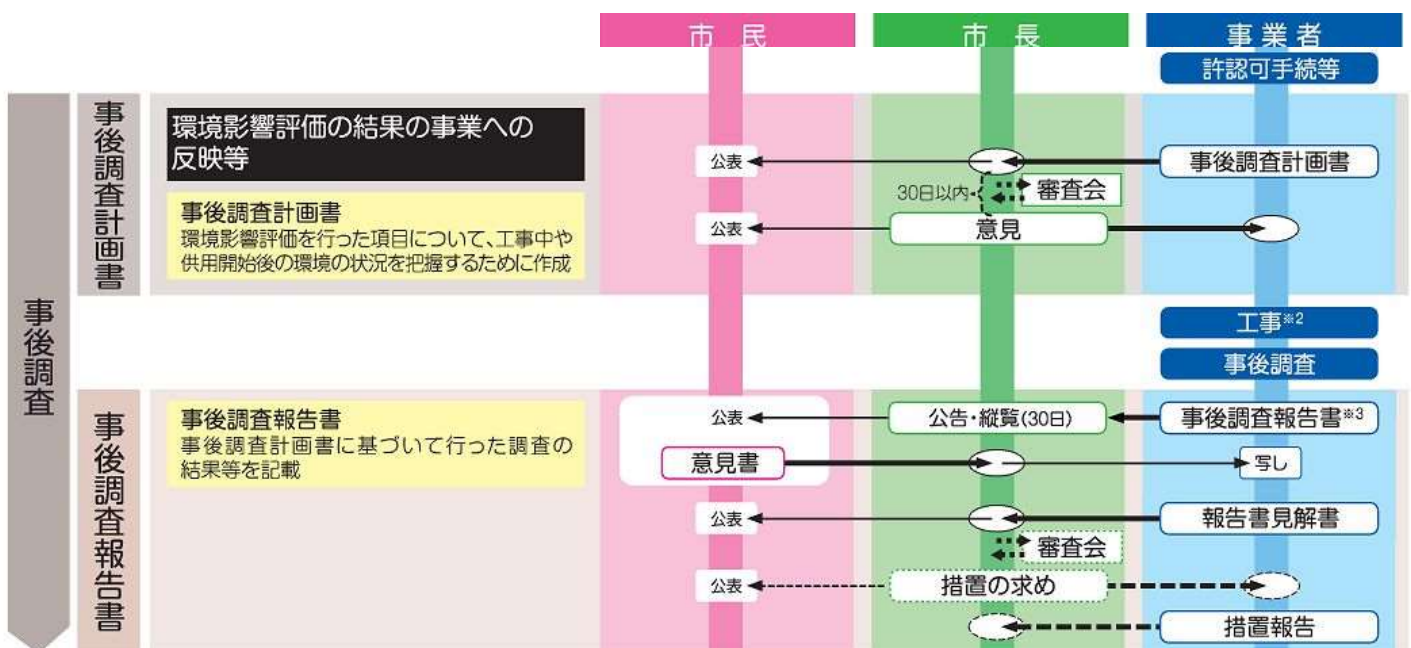 市 民
市 長
事 業 者
許認可手続等
事後調査
事後調査計画書
環境影響評価の結果の事業への
反映等
公表
事後調査計画書
30日以内
審査会
事後調査計画書
環境影響評価を行った項目について、工事中や
供用開始後の環境の状況を把握するために作成
公表
意見
工事※2
事後調査
事後調査報告書
事後調査報告書
事後調査計画書に基づいて行った調査の
結果等を記載
公表
公告・縦覧(30日)
事後調査報告書※3
意見書
写し
公表
報告書見解書
審査会
公表
措置の求め
措置報告